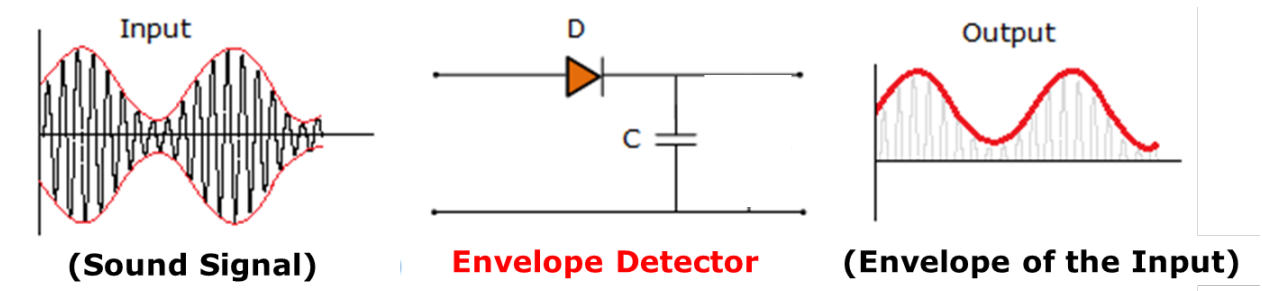 Input
D
C
Output
(Sound Signal)
Envelope Detector
(Envelope of the Input)